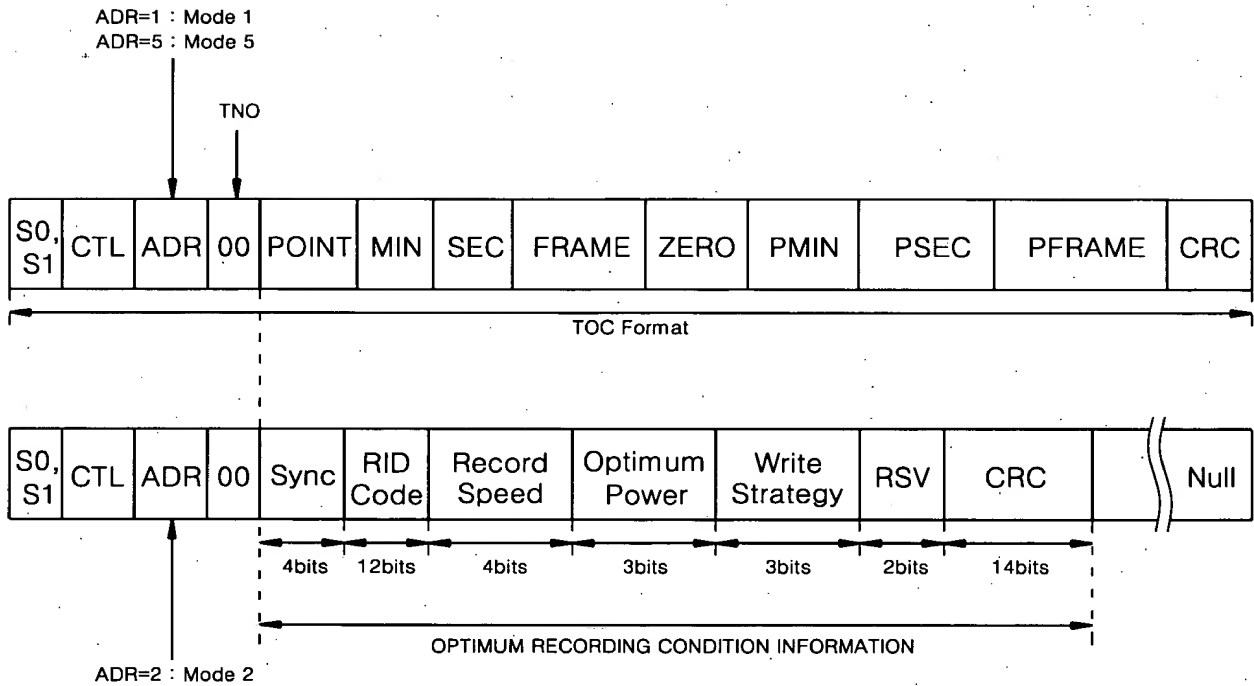 ADR=1 : Mode 1
ADR=5 : Mode 5
TNO
S0, S1 CTL ADR 00 POINT MIN SEC FRAME ZERO PMIN PSEC PFRAME CRC
TOC Format
S0, S1 CTL ADR 00 Sync RID Code Record Speed Optimum Power Write Strategy RSV CRC Null
4bits 12bits 4bits 3bits 3bits 2bits 14bits
OPTIMUM RECORDING CONDITION INFORMATION
ADR=2 : Mode 2